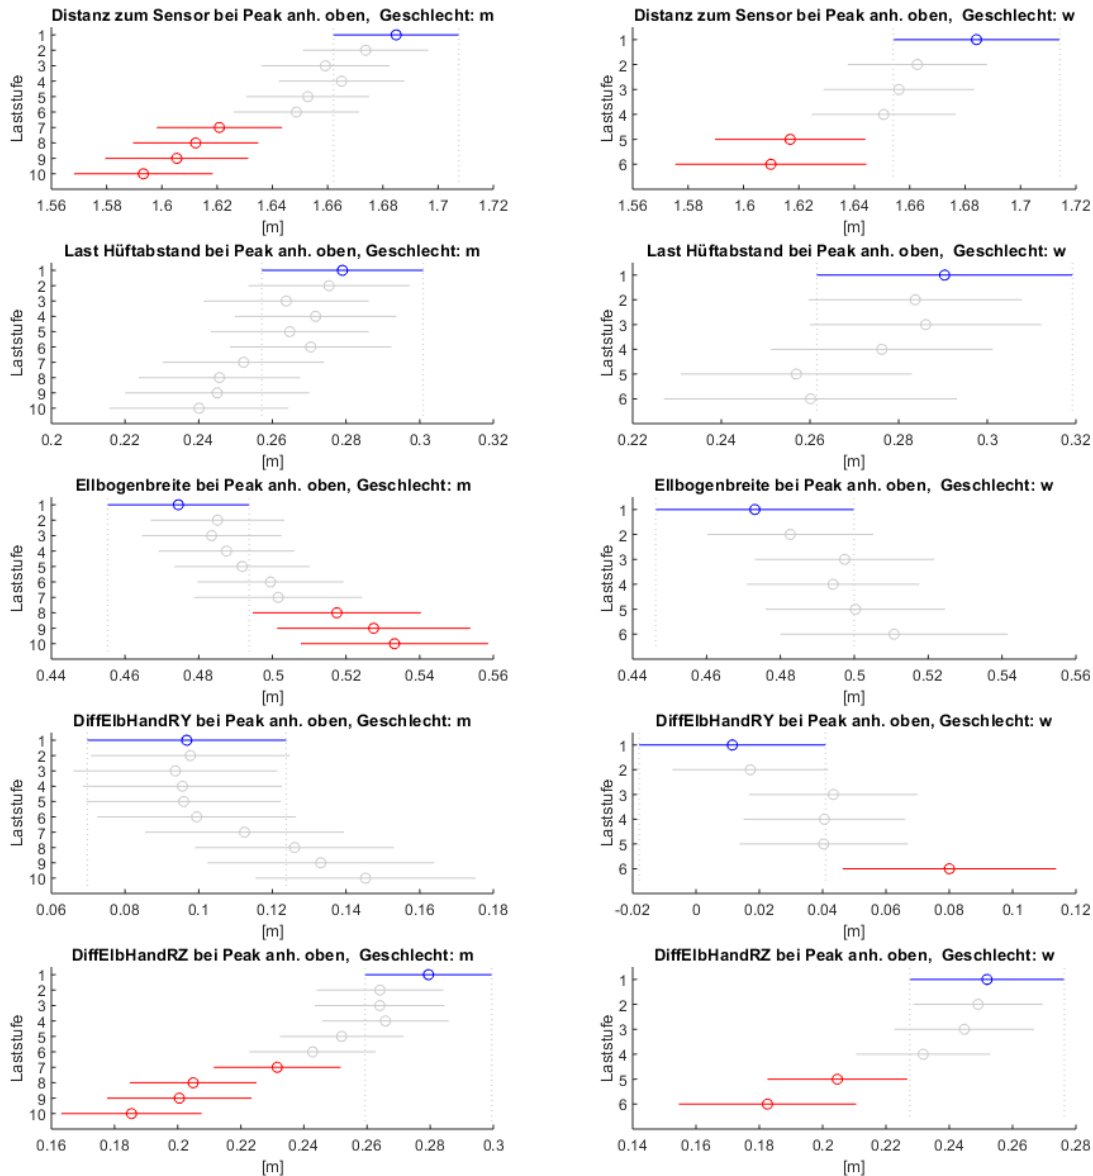 Distanz zum Sensor bei Peak anh. oben, Geschlecht: m
Laststufe
1
2
3
4
5
6
7
8
9
10
1.56 1.58 1.6 1.62 1.64 1.66 1.68 1.7 1.72
[m]
Distanz zum Sensor bei Peak anh. oben, Geschlecht: w
Laststufe
1
2
3
4
5
6
1.56 1.58 1.6 1.62 1.64 1.66 1.68 1.7 1.72
[m]
Last Hüftabstand bei Peak anh. oben, Geschlecht: m
Laststufe
1
2
3
4
5
6
7
8
9
10
0.2 0.22 0.24 0.26 0.28 0.3 0.32
[m]
Last Hüftabstand bei Peak anh. oben, Geschlecht: w
Laststufe
1
2
3
4
5
6
0.22 0.24 0.26 0.28 0.3 0.32
[m]
Ellbogenbreite bei Peak anh. oben, Geschlecht: m
Laststufe
1
2
3
4
5
6
7
8
9
10
0.44 0.46 0.48 0.5 0.52 0.54 0.56
[m]
Ellbogenbreite bei Peak anh. oben, Geschlecht: w
Laststufe
1
2
3
4
5
6
0.44 0.46 0.48 0.5 0.52 0.54 0.56
[m]
DiffElbHandRY bei Peak anh. oben, Geschlecht: m
Laststufe
1
2
3
4
5
6
7
8
9
10
0.06 0.08 0.1 0.12 0.14 0.16 0.18
[m]
DiffElbHandRY bei Peak anh. oben, Geschlecht: w
Laststufe
1
2
3
4
5
6
-0.02 0 0.02 0.04 0.06 0.08 0.1 0.12
[m]
DiffElbHandRZ bei Peak anh. oben, Geschlecht: m
Laststufe
1
2
3
4
5
6
7
8
9
10
0.16 0.18 0.2 0.22 0.24 0.26 0.28 0.3
[m]
DiffElbHandRZ bei Peak anh. oben, Geschlecht: w
Laststufe
1
2
3
4
5
6
0.14 0.16 0.18 0.2 0.22 0.24 0.26 0.28
[m]